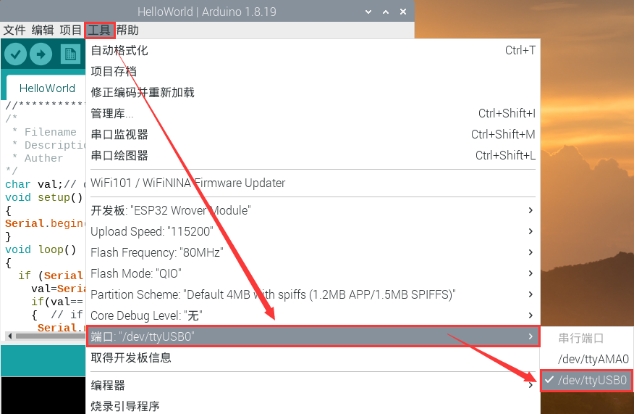 HelloWorld | Arduino 1.8.19
文件 编辑 项目 工具 帮助
HelloWorld
//************
/*
* Filename
* Description
* Auther
*/
char val;//
void setup()
{
Serial.begin
}
void loop()
{
if (Serial
val=Serial
if(val==
{ // if
Serial.
自动格式化 Ctrl+T
项目存档
修正编码并重新加载
管理库... Ctrl+Shift+I
串口监视器 Ctrl+Shift+M
串口绘图器 Ctrl+Shift+L
WiFi101 / WiFiNINA Firmware Updater
开发板: "ESP32 Wrover Module"
Upload Speed: "115200"
Flash Frequency: "80MHz"
Flash Mode: "QIO"
Partition Scheme: "Default 4MB with spiffs (1.2MB APP/1.5MB SPIFFS)"
Core Debug Level: "无"
端口: "/dev/ttyUSB0"
取得开发板信息
编程器
烧录引导程序
串行端口
/dev/ttyAMA0
/dev/ttyUSB0